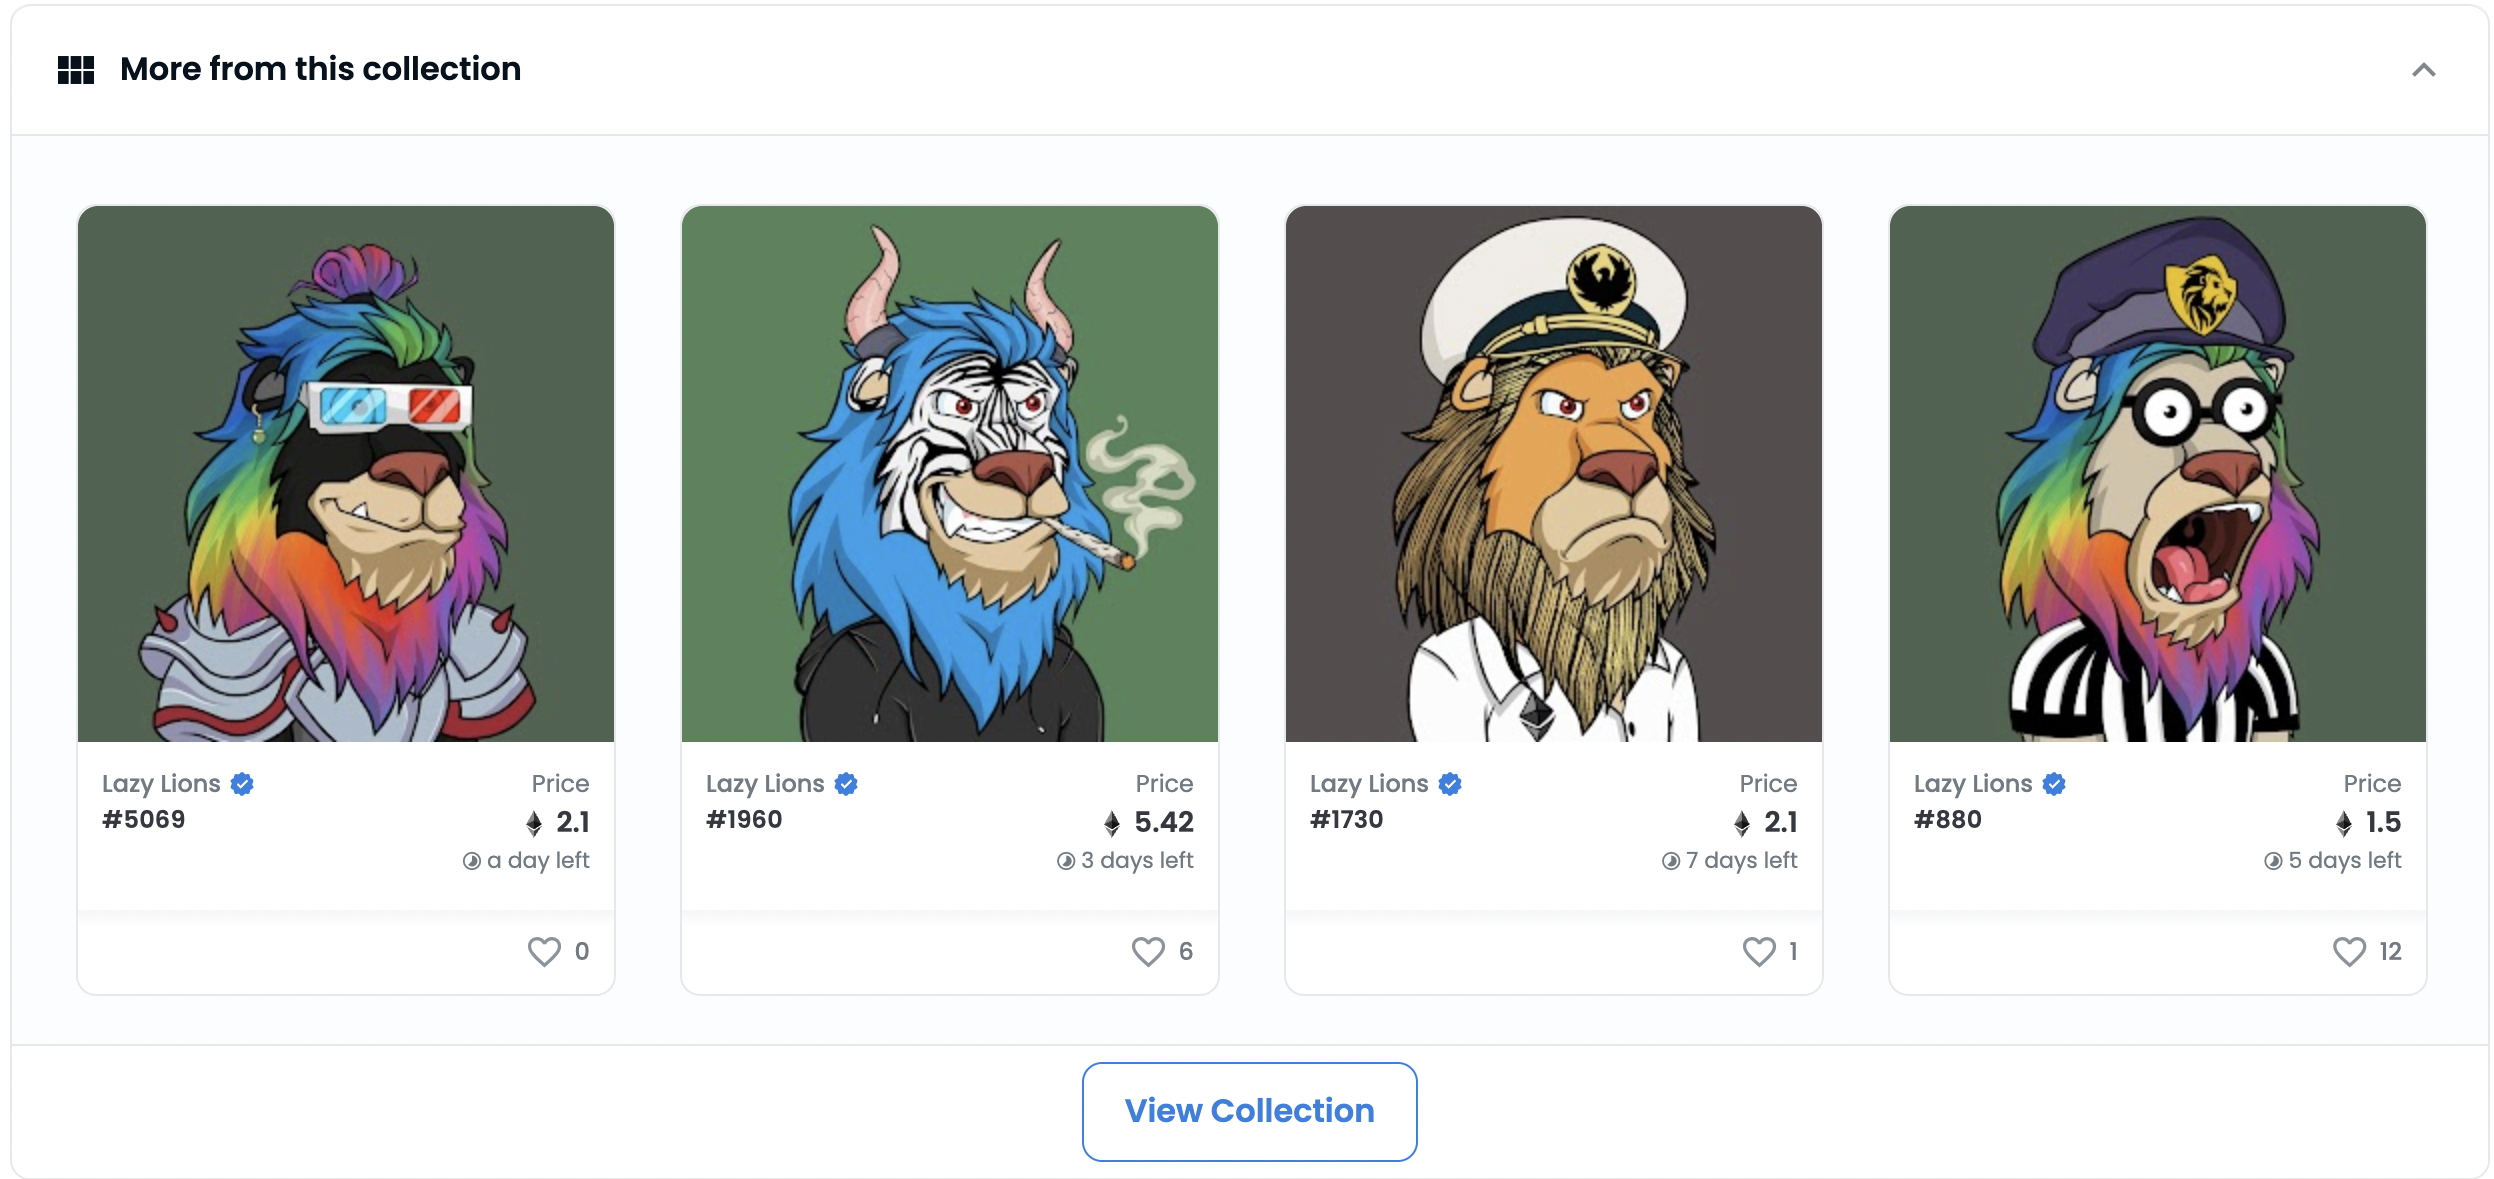 More from this collection
Lazy Lions
Price
#5069
2.1
a day left
0
Lazy Lions
Price
#1960
5.42
3 days left
6
Lazy Lions
Price
#1730
2.1
7 days left
1
Lazy Lions
Price
#880
1.5
5 days left
12
View Collection